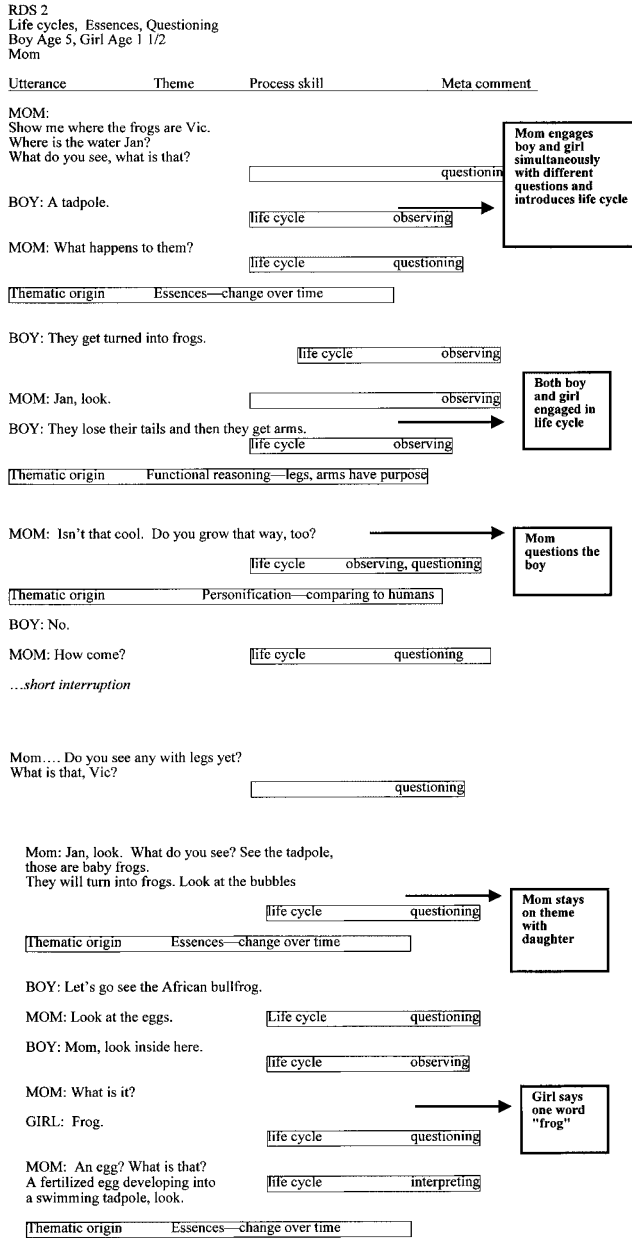 RDS 2
Life cycles, Essences, Questioning
Boy Age 5, Girl Age 1 1/2
Mom
Utterance Theme Process skill Meta comment
MOM:
Show me where the frogs are Vic.
Where is the water Jan?
What do you see, what is that?
questionin
Mom engages
boy and girl
simultaneously
with different
questions and
introduces life cycle
BOY: A tadpole.
life cycle observing
MOM: What happens to them?
life cycle questioning
Thematic origin Essences—change over time
BOY: They get turned into frogs.
life cycle observing
MOM: Jan, look. observing
Both boy
and girl
engaged in
life cycle
BOY: They lose their tails and then they get arms.
life cycle observing
Thematic origin Functional reasoning—legs, arms have purpose
MOM: Isn't that cool. Do you grow that way, too?
Mom
questions the
boy
life cycle observing, questioning
Thematic origin Personification—comparing to humans
BOY: No.
MOM: How come? life cycle questioning
...short interruption
Mom.... Do you see any with legs yet?
What is that, Vic?
questioning
Mom: Jan, look. What do you see? See the tadpole,
those are baby frogs.
They will turn into frogs. Look at the bubbles
Mom stays
on theme
with
daughter
life cycle questioning
Thematic origin Essences—change over time
BOY: Let's go see the African bullfrog.
MOM: Look at the eggs. Life cycle questioning
BOY: Mom, look inside here.
life cycle observing
MOM: What is it?
Girl says
one word
"frog"
GIRL: Frog.
life cycle questioning
MOM: An egg? What is that?
A fertilized egg developing into life cycle interpreting
a swimming tadpole, look.
Thematic origin Essences—change over time